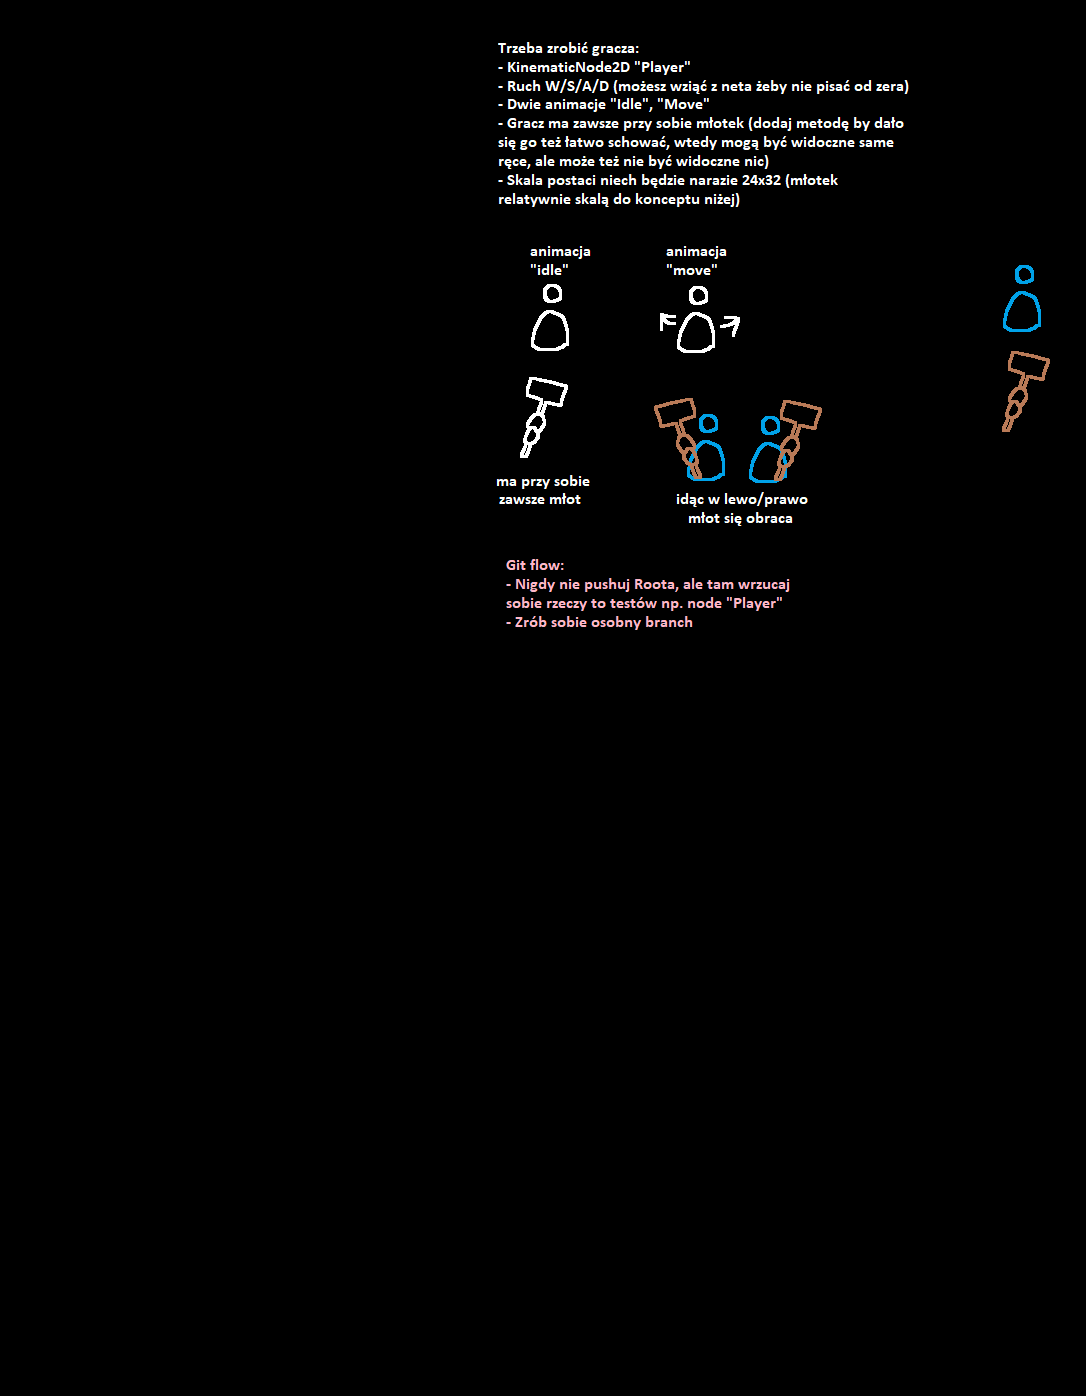 Trzeba zrobić gracza:
- KinematicNode2D "Player"
- Ruch W/S/A/D (możesz wziąć z neta żeby nie pisać od zera)
- Dwie animacje "Idle", "Move"
- Gracz ma zawsze przy sobie młotek (dodaj metodę by dało
się go też łatwo schować, wtedy mogą być widoczne same
ręce, ale może też nie być widoczne nic)
- Skala postaci niech będzie narazie 24x32 (młotek
relatywnie skalą do konceptu niżej)
animacja
"idle"
animacja
"move"
ma przy sobie
zawsze młot
idąc w lewo/prawo
młot się obraca
Git flow:
- Nigdy nie pushuj Roota, ale tam wrzucaj
sobie rzeczy to testów np. node "Player"
- Zrób sobie osobny branch